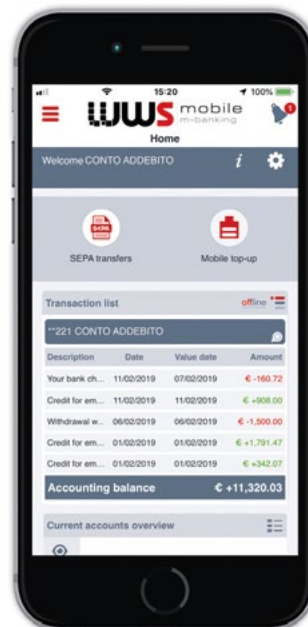 15:20 100%
WWS mobile
m-banking
1
Home
Welcome CONTO ADDEBITO i
SEPA
SEPA transfers Mobile top-up
Transaction list offline
**221 CONTO ADDEBITO
Description Date Value date Amount
Your bank ch... 11/02/2019 07/02/2019 € -160.72
Credit for em... 11/02/2019 11/02/2019 € +908.00
Withdrawal w... 06/02/2019 06/02/2019 € -1,500.00
Credit for em... 01/02/2019 01/02/2019 € +1,791.47
Credit for em... 01/02/2019 01/02/2019 € +342.07
Accounting balance € +11,320.03
Current accounts overview